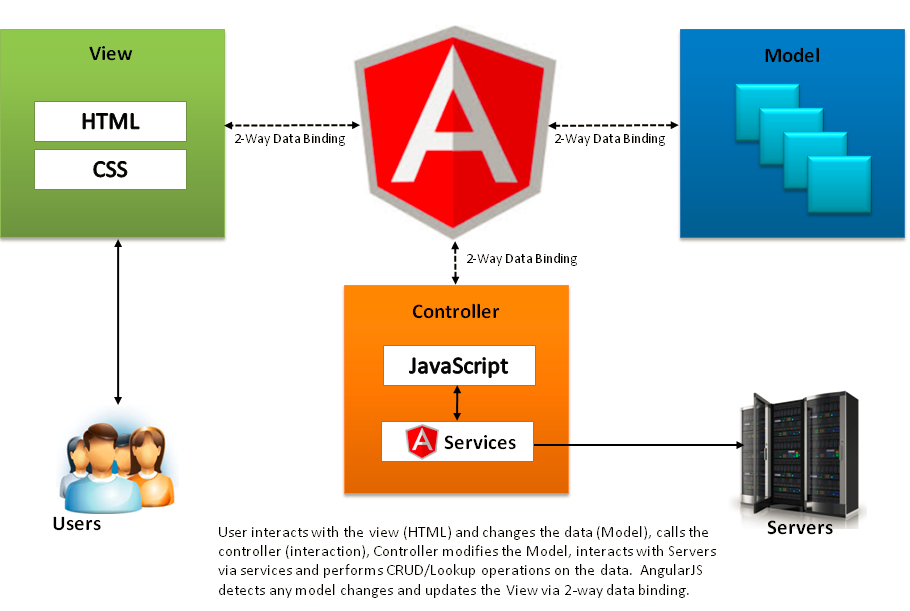 View
HTML
CSS
2-Way Data Binding
A
2-Way Data Binding
Model
2-Way Data Binding
Controller
JavaScript
A Services
Users
Servers
User interacts with the view (HTML) and changes the data (Model), calls the
controller (interaction), Controller modifies the Model, interacts with Servers
via services and performs CRUD/Lookup operations on the data. AngularJS
detects any model changes and updates the View via 2-way data binding.